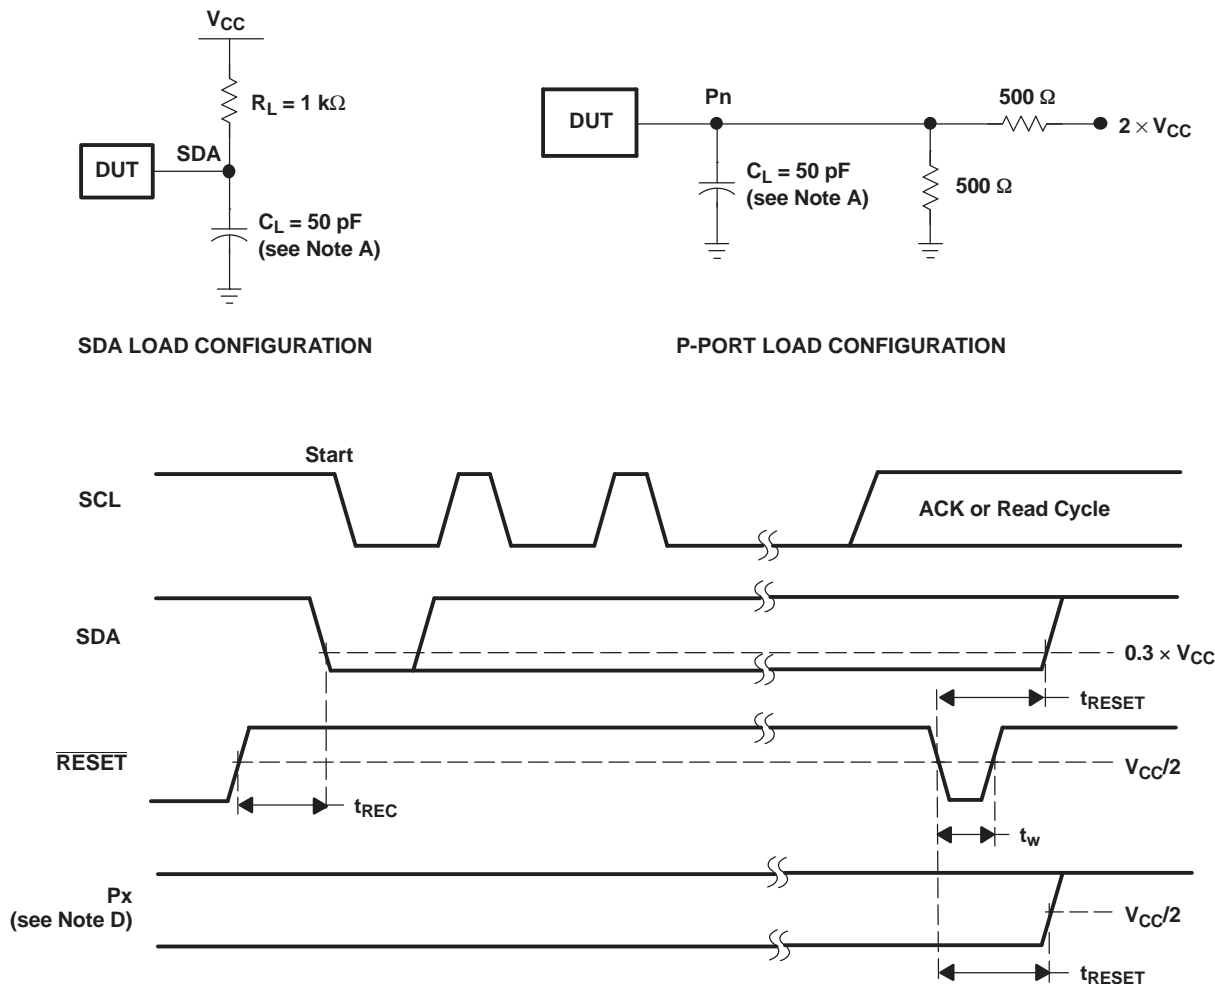 VCC
RL = 1 kΩ
DUT
SDA
CL = 50 pF
(see Note A)
SDA LOAD CONFIGURATION
DUT
Pn
500 Ω
2 × VCC
CL = 50 pF
(see Note A)
500 Ω
P-PORT LOAD CONFIGURATION
Start
SCL
ACK or Read Cycle
SDA
0.3 × VCC
tRESET
RESET
VCC/2
tREC
tw
Px
(see Note D)
VCC/2
tRESET